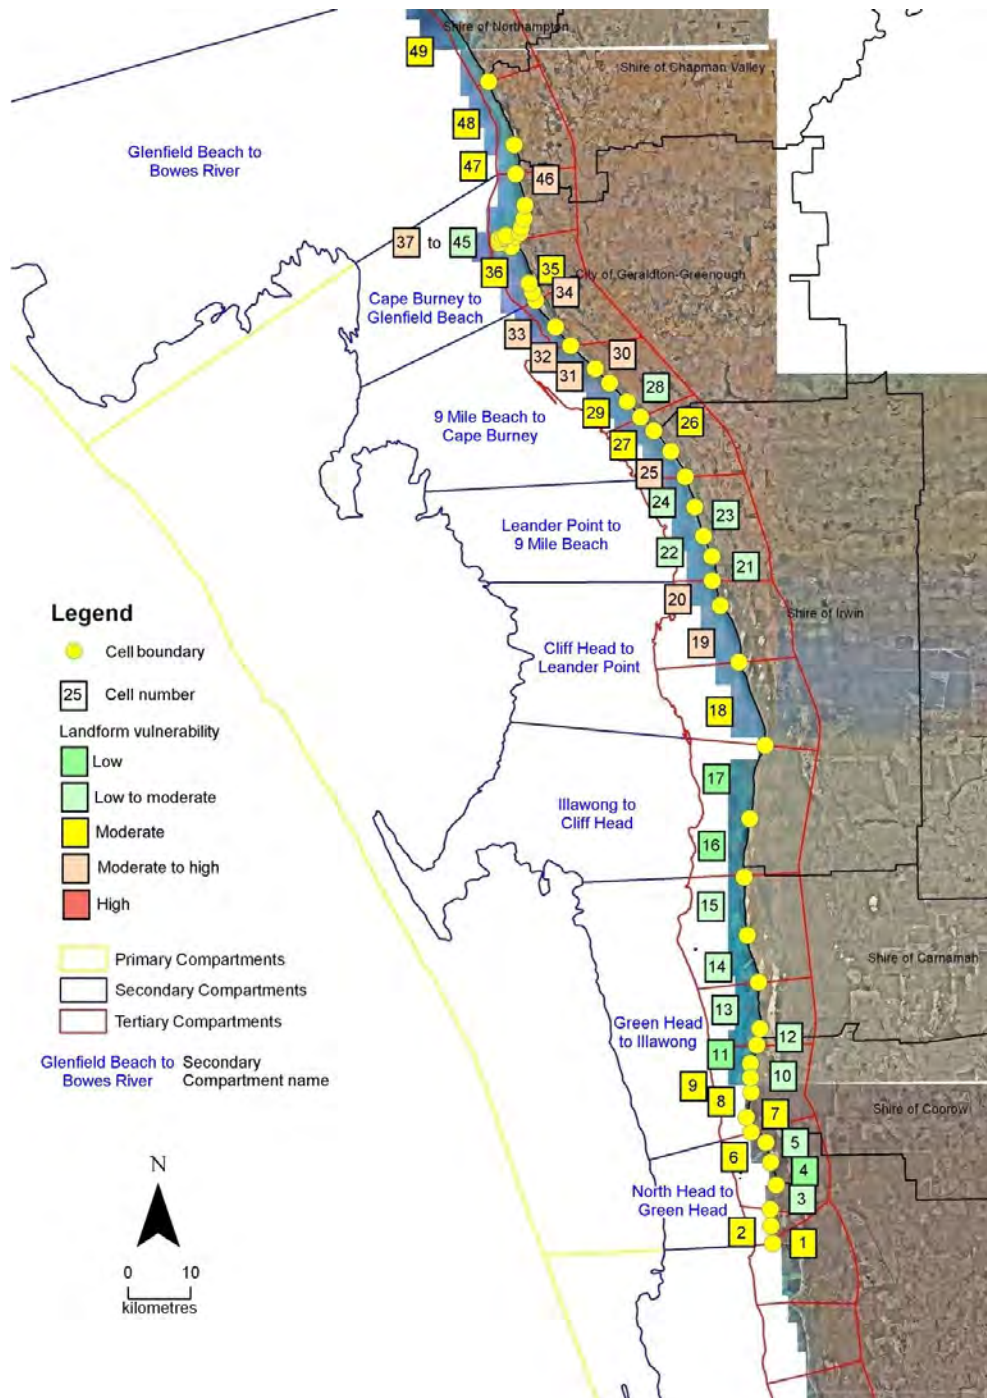 Shire of Northampton
49
Shire of Chapman Valley
48
Glenfield Beach to
Bowes River
47
46
37 to 45
36
35
City of Geraldton-Greenough
34
Cape Burney to
Glenfield Beach
33
32
30
31
28
29
9 Mile Beach to
Cape Burney
26
27
25
24
23
Leander Point to
9 Mile Beach
22
21
20
Shire of Irwin
19
Cliff Head to
Leander Point
18
17
Illawong to
Cliff Head
16
15
Shire of Carnamah
14
13
Green Head
to Illawong
12
11
10
9
8
7
Shire of Coorow
5
6
4
North Head to
Green Head
3
2
1
Legend
Cell boundary
25 Cell number
Landform vulnerability
Low
Low to moderate
Moderate
Moderate to high
High
Primary Compartments
Secondary Compartments
Tertiary Compartments
Glenfield Beach to Secondary
Bowes River Compartment name
N
0 10
kilometres